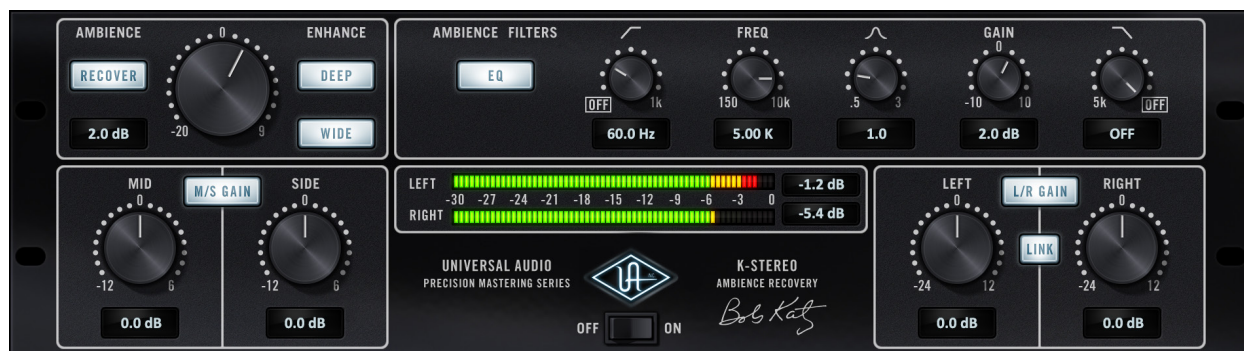 AMBIENCE
RECOVER
2.0 dB
0
-20
9
ENHANCE
DEEP
WIDE
AMBIENCE FILTERS
EQ
OFF
1k
60.0 Hz
FREQ
150
10k
5.00 K
.5
3
1.0
GAIN
0
-10
10
2.0 dB
5k
OFF
OFF
MID
0
-12
6
0.0 dB
M/S GAIN
SIDE
0
-12
6
0.0 dB
LEFT
-1.2 dB
-30 -27 -24 -21 -18 -15 -12 -9 -6 -3 0
RIGHT
-5.4 dB
UNIVERSAL AUDIO
PRECISION MASTERING SERIES
UA
OFF
ON
K-STEREO
AMBIENCE RECOVERY
Bob Katz
LEFT
0
-24
12
0.0 dB
L/R GAIN
LINK
RIGHT
0
-24
12
0.0 dB